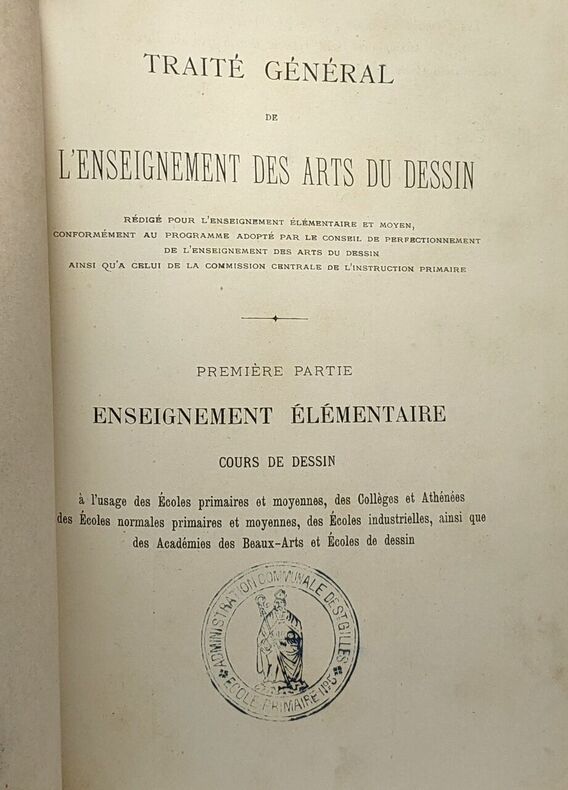 TRAITÉ GÉNÉRAL
DE
L'ENSEIGNEMENT DES ARTS DU DESSIN
RÉDIGÉ POUR L'ENSEIGNEMENT ÉLÉMENTAIRE ET MOYEN,
CONFORMÉMENT AU PROGRAMME ADOPTÉ PAR LE CONSEIL DE PERFECTIONNEMENT
DE L'ENSEIGNEMENT DES ARTS DU DESSIN
AINSI QU'A CELUI DE LA COMMISSION CENTRALE DE L'INSTRUCTION PRIMAIRE
PREMIÈRE PARTIE
ENSEIGNEMENT ÉLÉMENTAIRE
COURS DE DESSIN
à l'usage des Écoles primaires et moyennes, des Collèges et Athénées
des Écoles normales primaires et moyennes, des Écoles industrielles, ainsi que
des Académies des Beaux-Arts et Écoles de dessin
ADMINISTRATION COMMUNALE DE ST GILLES
ÉCOLE PRIMAIRE N° 5